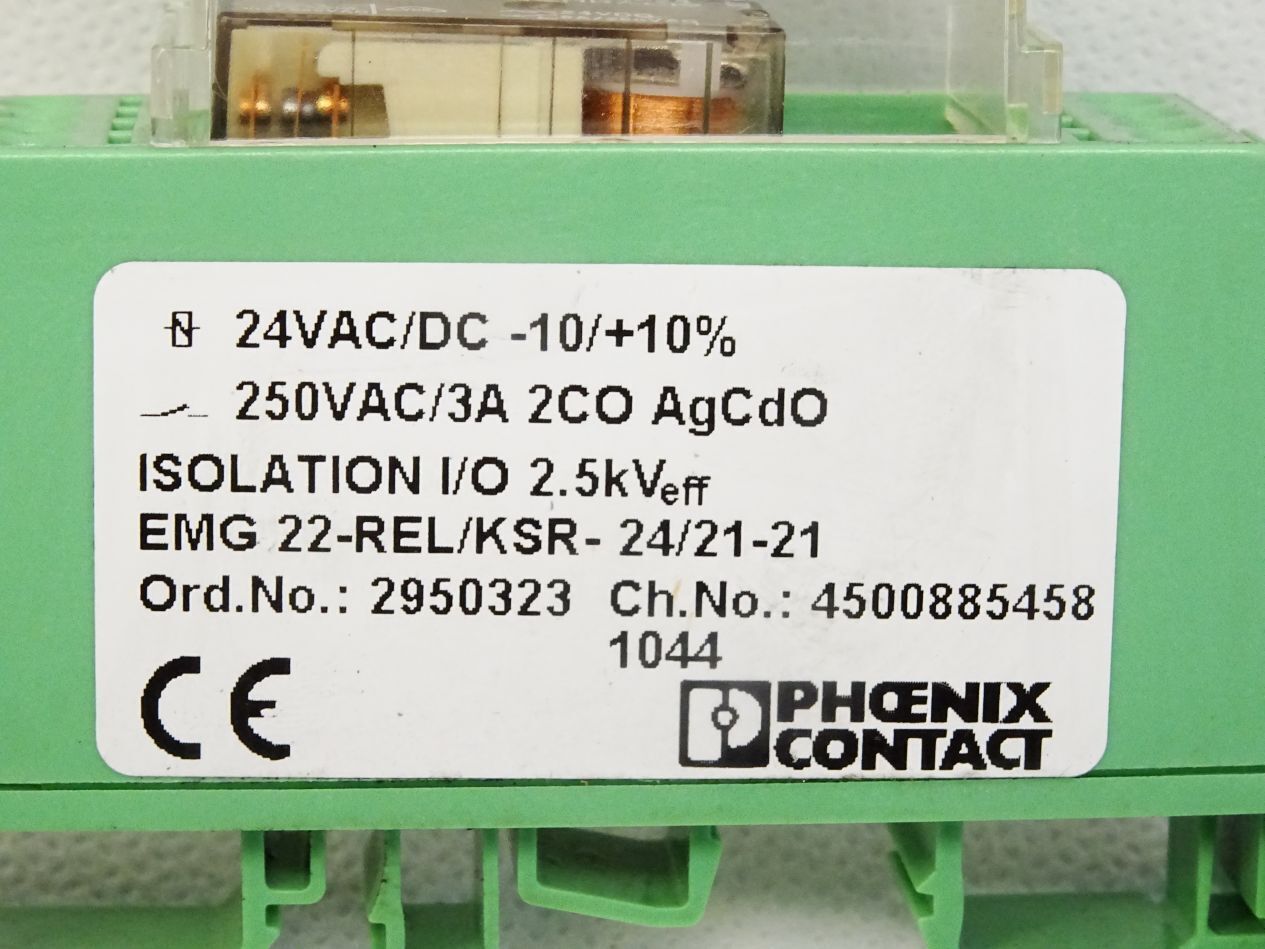 24VAC/DC -10/+10%
250VAC/3A 2CO AgCdO
ISOLATION I/O 2.5kVeff
EMG 22-REL/KSR- 24/21-21
Ord.No.: 2950323 Ch.No.: 4500885458
1044
CE
PHŒNIX
CONTACT